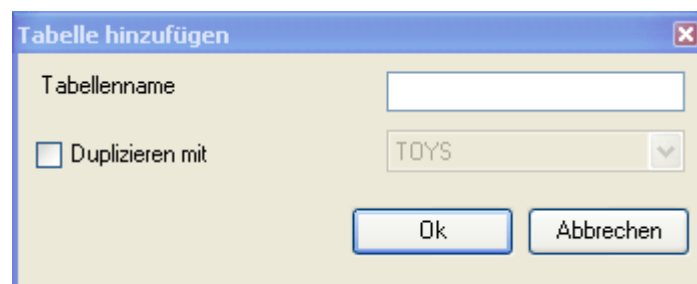 Tabelle hinzufügen
Tabellenname
Duplizieren mit TOYS
Ok Abbrechen